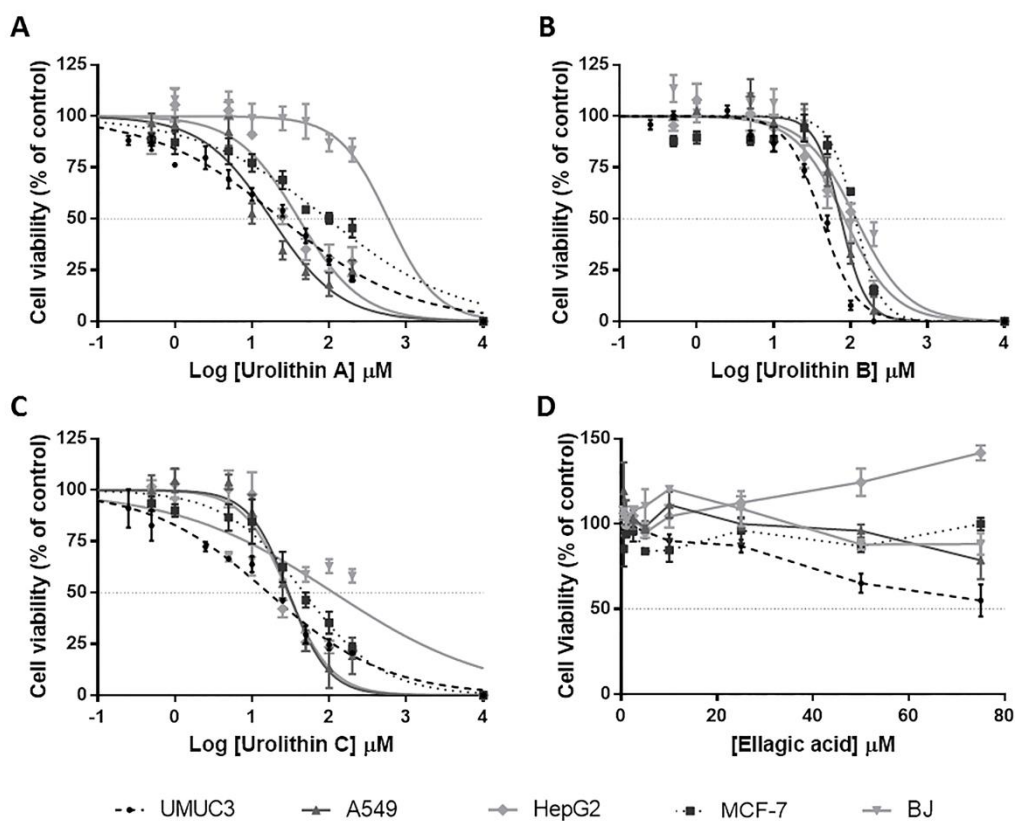 A
B
125
100
75
50
25
0
Cell viability (% of control)
-1 0 1 2 3 4
Log [Urolithin A] μM
125
100
75
50
25
0
Cell viability (% of control)
-1 0 1 2 3 4
Log [Urolithin B] μM
C
D
125
100
75
50
25
0
Cell viability (% of control)
-1 0 1 2 3 4
Log [Urolithin C] μM
150
100
50
0
Cell Viability (% of control)
0 20 40 60 80
[Ellagic acid] μM
UMUC3 A549 HepG2 MCF-7 BJ